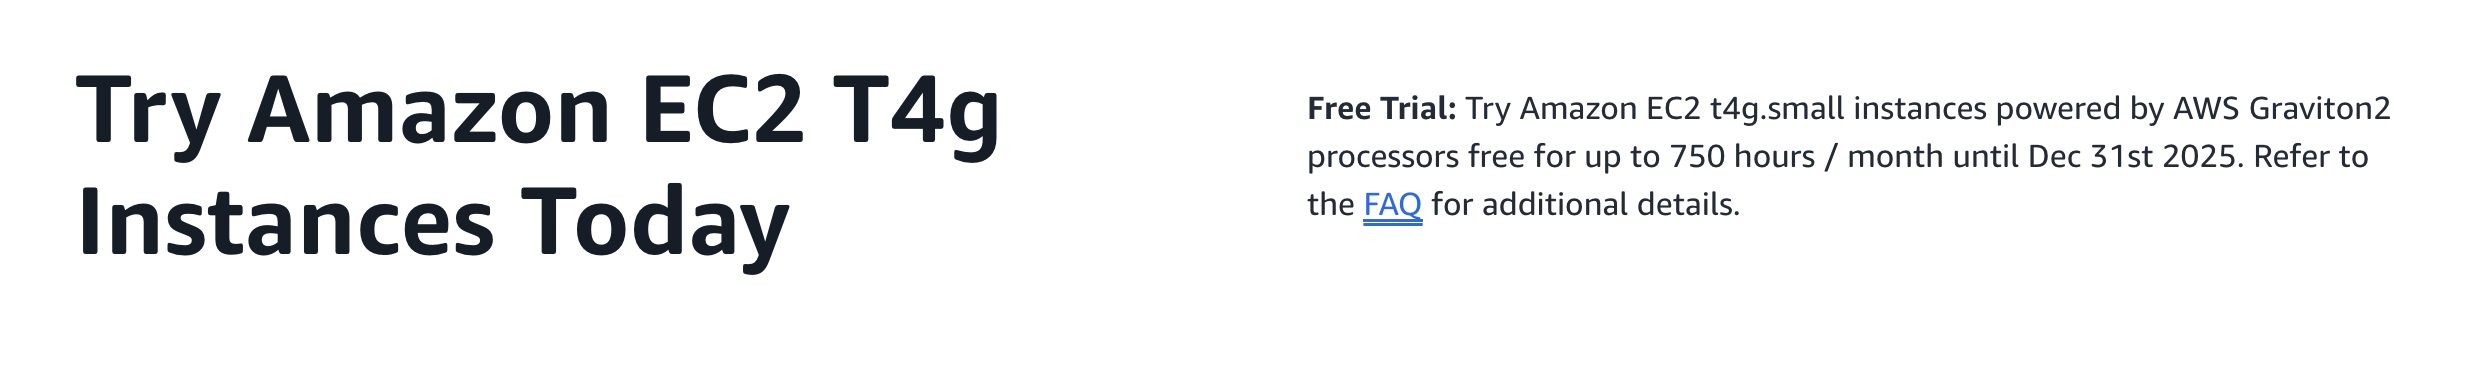 Try Amazon EC2 T4g
Instances Today
Free Trial: Try Amazon EC2 t4g.small instances powered by AWS Graviton2
processors free for up to 750 hours / month until Dec 31st 2025. Refer to
the FAQ for additional details.